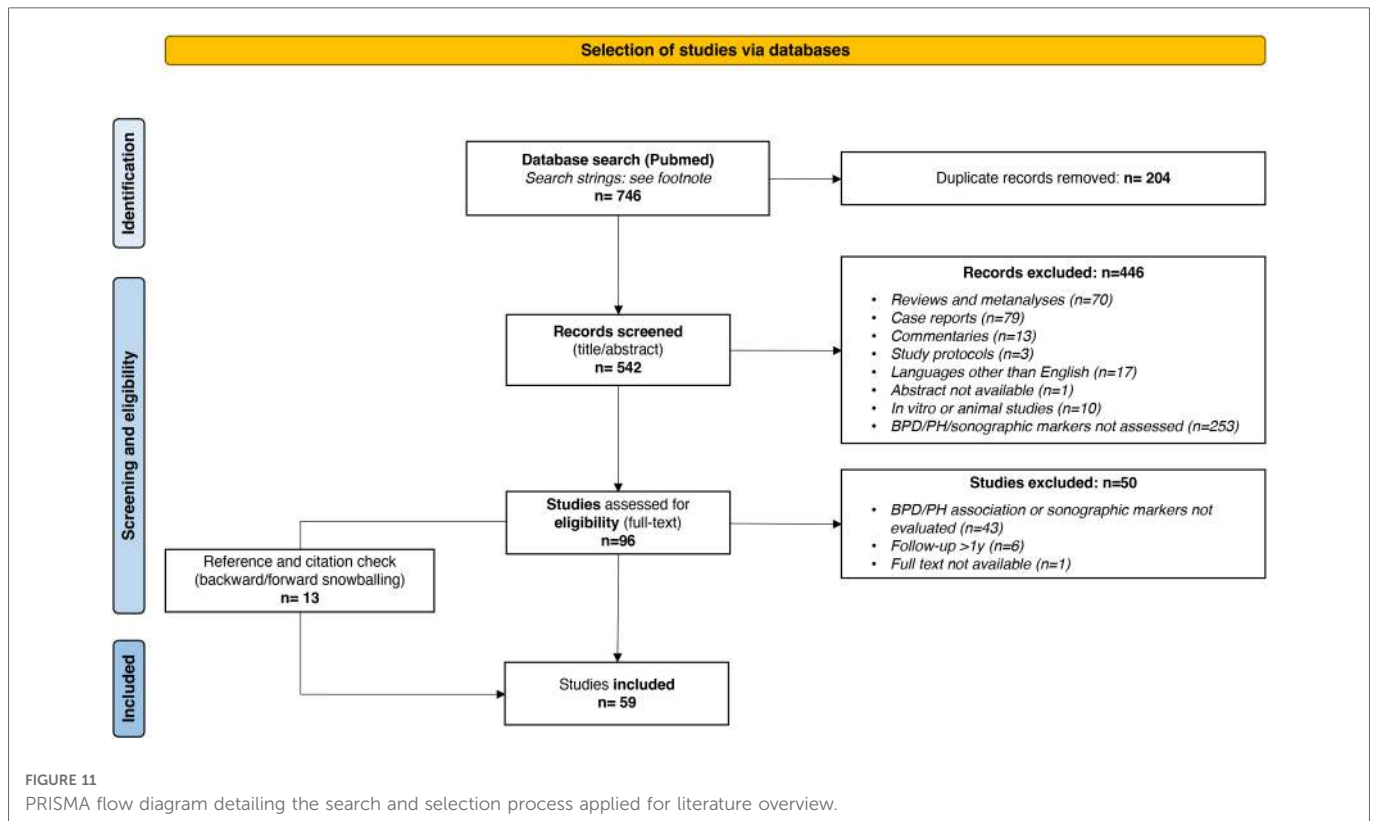 Selection of studies via databases
Identification
Database search (Pubmed)
Search strings: see footnote
n= 746
Duplicate records removed: n= 204
Screening and eligibility
Records screened
(title/abstract)
n= 542
Records excluded: n=446
• Reviews and metanalyses (n=70)
• Case reports (n=79)
• Commentaries (n=13)
• Study protocols (n=3)
• Languages other than English (n=17)
• Abstract not available (n=1)
• In vitro or animal studies (n=10)
• BPD/PH/sonographic markers not assessed (n=253)
Studies assessed for
eligibility (full-text)
n=96
Studies excluded: n=50
• BPD/PH association or sonographic markers not
evaluated (n=43)
• Follow-up >1y (n=6)
• Full text not available (n=1)
Reference and citation check
(backward/forward snowballing)
n= 13
Included
Studies included
n= 59
FIGURE 11
PRISMA flow diagram detailing the search and selection process applied for literature overview.